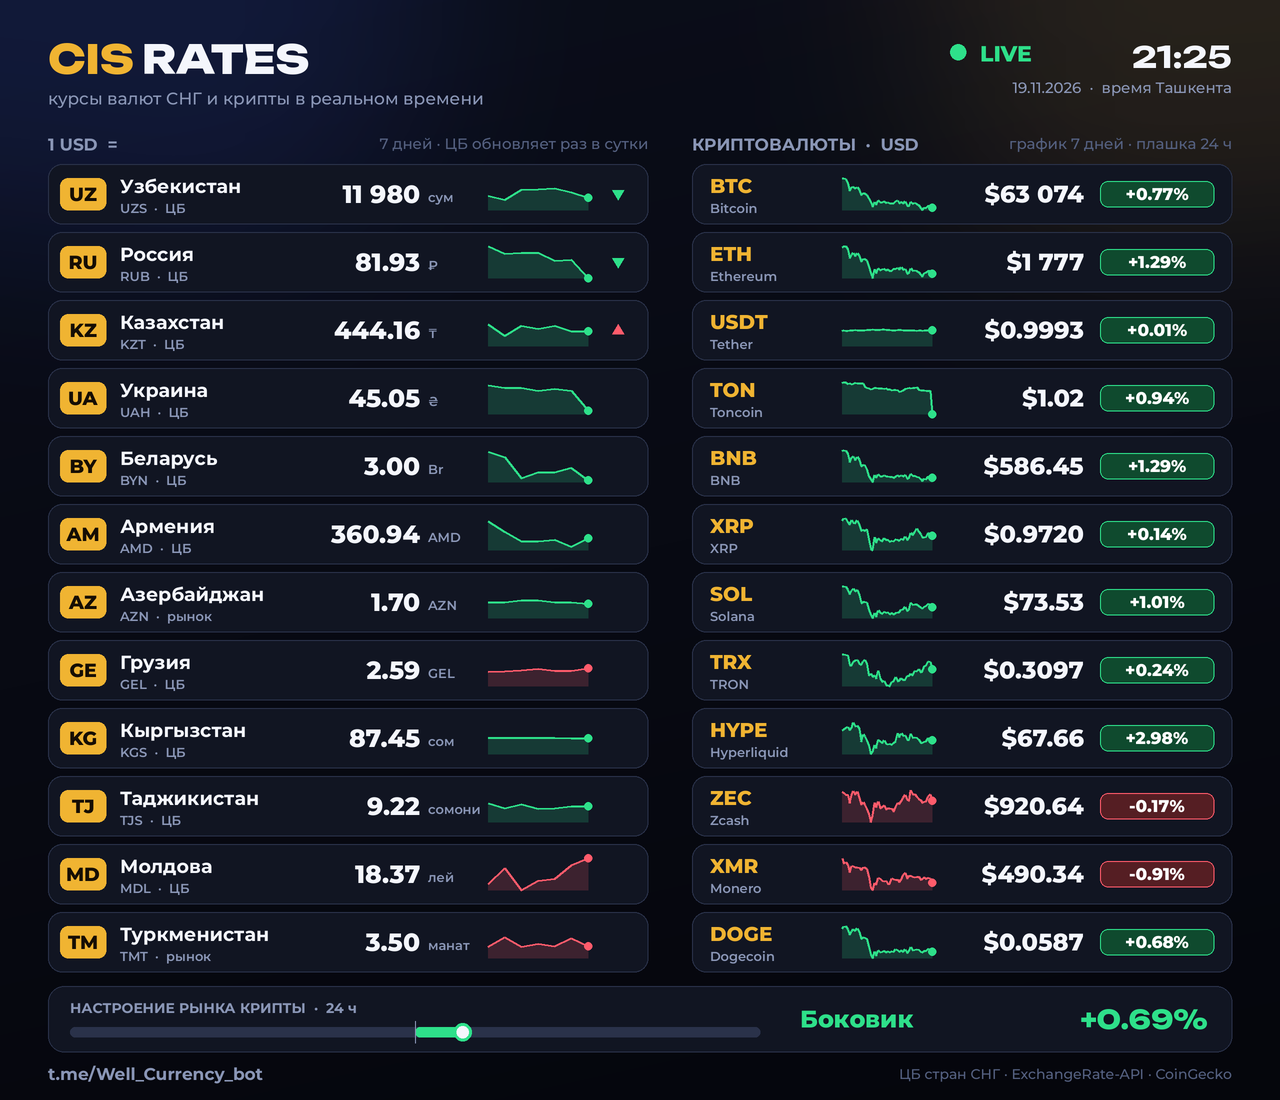 CIS RATES
курсы валют СНГ и крипты в реальном времени
LIVE
21:25
19.11.2026 · время Ташкента
1 USD =
7 дней · ЦБ обновляет раз в сутки
UZ Узбекистан 11 980 сум
UZS · ЦБ
RU Россия 81.93 ₽
RUB · ЦБ
KZ Казахстан 444.16 ₸
KZT · ЦБ
UA Украина 45.05 ₴
UAH · ЦБ
BY Беларусь 3.00 Br
BYN · ЦБ
AM Армения 360.94 AMD
AMD · ЦБ
AZ Азербайджан 1.70 AZN
AZN · рынок
GE Грузия 2.59 GEL
GEL · ЦБ
KG Кыргызстан 87.45 сом
KGS · ЦБ
TJ Таджикистан 9.22 сомони
TJS · ЦБ
MD Молдова 18.37 лей
MDL · ЦБ
TM Туркменистан 3.50 манат
TMT · рынок
КРИПТОВАЛЮТЫ · USD
график 7 дней · плашка 24 ч
BTC $63 074 +0.77%
Bitcoin
ETH $1 777 +1.29%
Ethereum
USDT $0.9993 +0.01%
Tether
TON $1.02 +0.94%
Toncoin
BNB $586.45 +1.29%
BNB
XRP $0.9720 +0.14%
XRP
SOL $73.53 +1.01%
Solana
TRX $0.3097 +0.24%
TRON
HYPE $67.66 +2.98%
Hyperliquid
ZEC $920.64 -0.17%
Zcash
XMR $490.34 -0.91%
Monero
DOGE $0.0587 +0.68%
Dogecoin
НАСТРОЕНИЕ РЫНКА КРИПТЫ · 24 ч
Боковик
+0.69%
t.me/Well_Currency_bot
ЦБ стран СНГ · ExchangeRate-API · CoinGecko